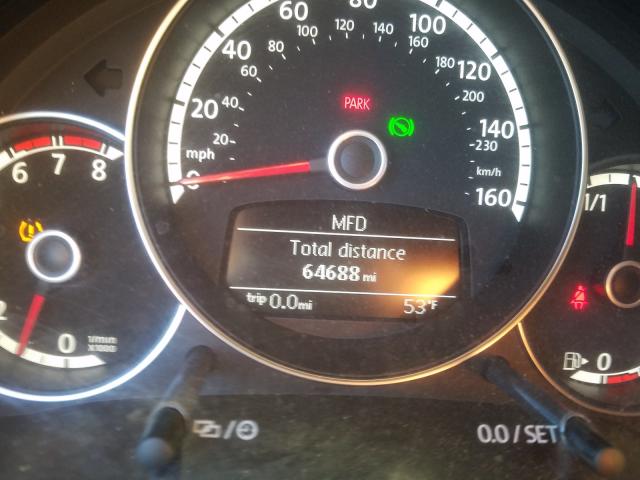 60 80 100
40 120
20 140
0 160
mph
20 40 60 80 100 120 140 160 180 200 230
km/h
PARK
6 7 8
0
1/min
X1000
MFD
Total distance
64688 mi
trip 0.0 mi 53°F
1/1
0
0.0 / SET